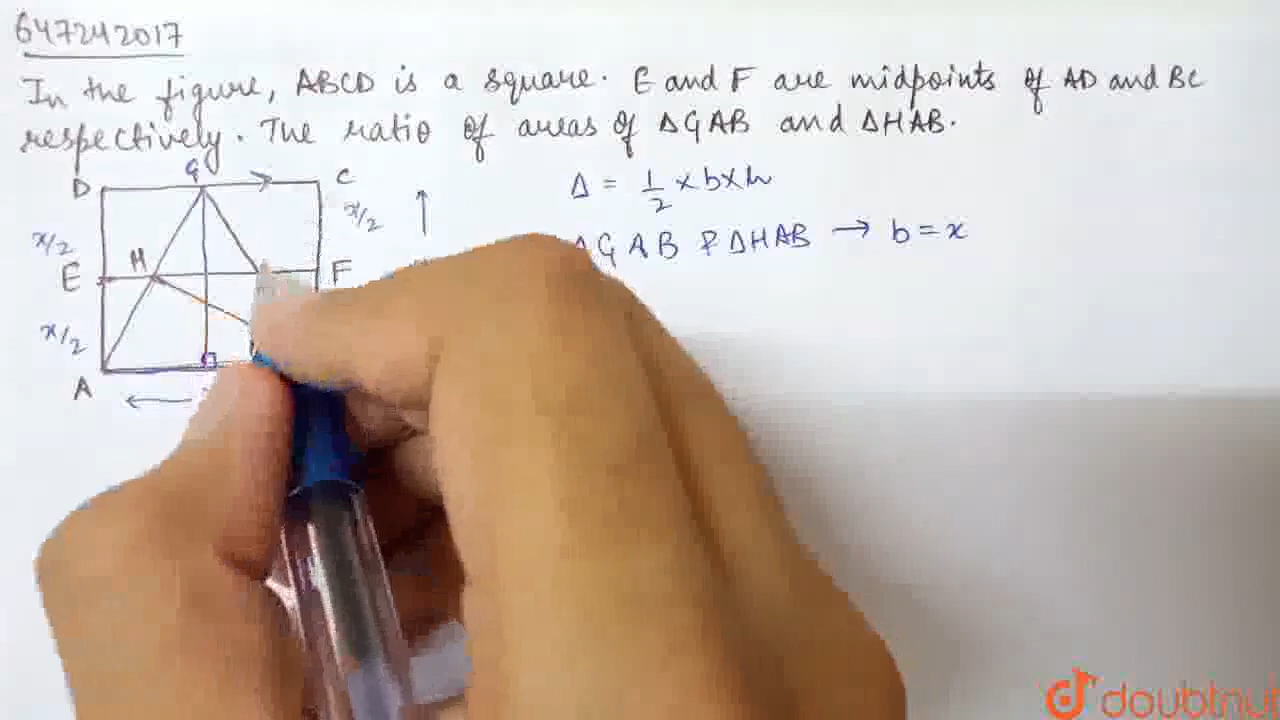 647242017
In the figure, ABCD is a square. E and F are midpoints of AD and BC
respectively. The ratio of areas of ΔGAB and ΔHAB.
D G C
x/2 x/2
E H F
x/2
A
Δ = 1/2 × b × h
GAB & ΔHAB → b = x
doubtnut